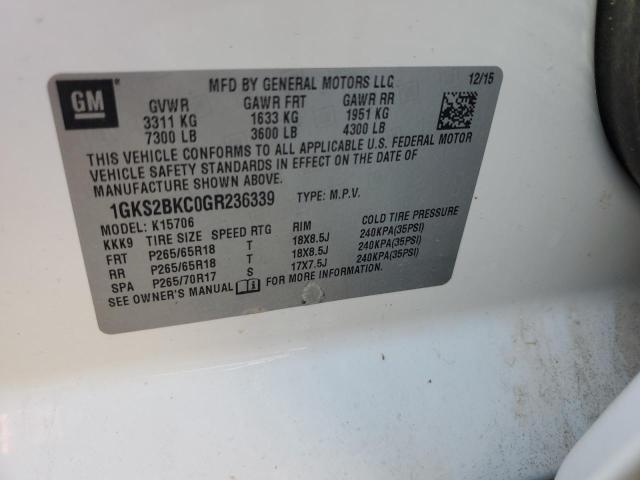 GM
MFD BY GENERAL MOTORS LLC 12/15
GVWR GAWR FRT GAWR RR
3311 KG 1633 KG 1951 KG
7300 LB 3600 LB 4300 LB
THIS VEHICLE CONFORMS TO ALL APPLICABLE U.S. FEDERAL MOTOR
VEHICLE SAFETY STANDARDS IN EFFECT ON THE DATE OF
MANUFACTURE SHOWN ABOVE.
1GKS2BKC0GR236339 TYPE: M.P.V.
MODEL: K15706
KKK9 TIRE SIZE SPEED RTG RIM COLD TIRE PRESSURE
FRT P265/65R18 T 18X8.5J 240KPA(35PSI)
RR P265/65R18 T 18X8.5J 240KPA(35PSI)
SPA P265/70R17 S 17X7.5J 240KPA(35PSI)
SEE OWNER'S MANUAL FOR MORE INFORMATION.